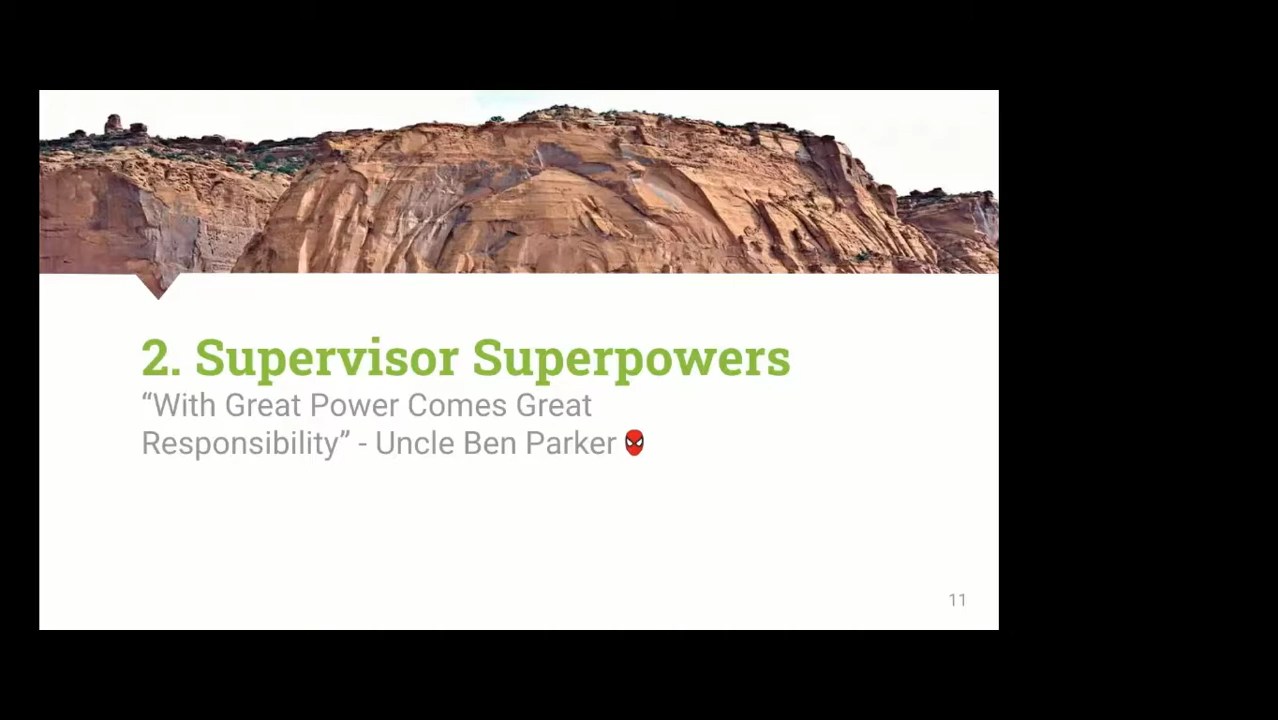 2. Supervisor Superpowers
“With Great Power Comes Great
Responsibility” - Uncle Ben Parker
11